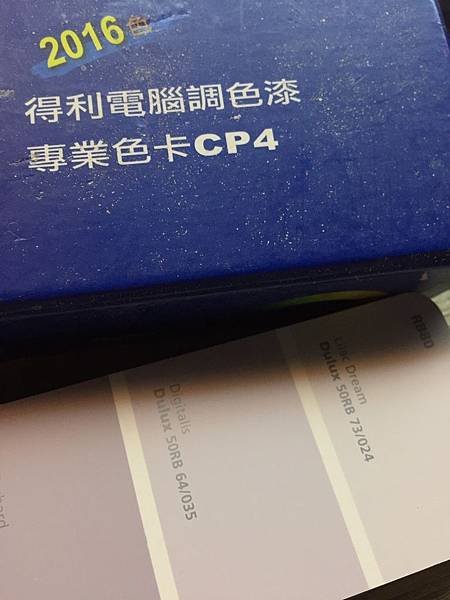 2016
得利電腦調色漆
專業色卡CP4
RB80
Lilac Dream
Dulux 50RB 73/024
Digitalis
Dulux 50RB 64/035